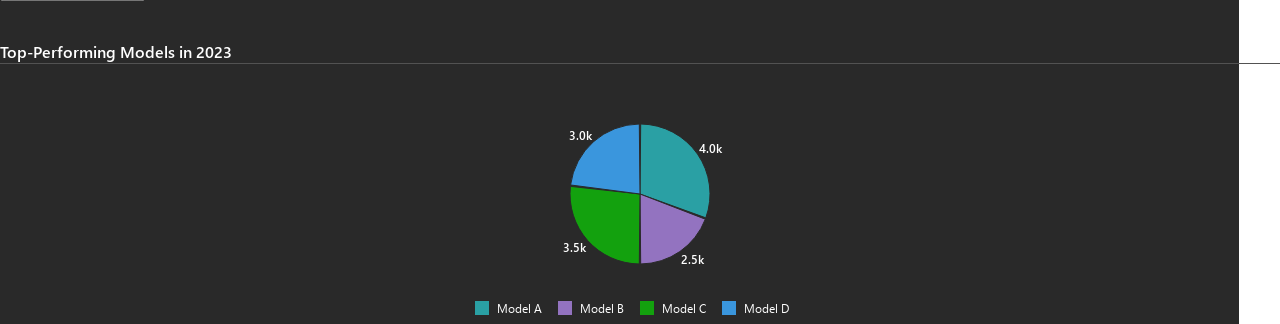 Top-Performing Models in 2023
3.0k
4.0k
3.5k
2.5k
Model A
Model B
Model C
Model D